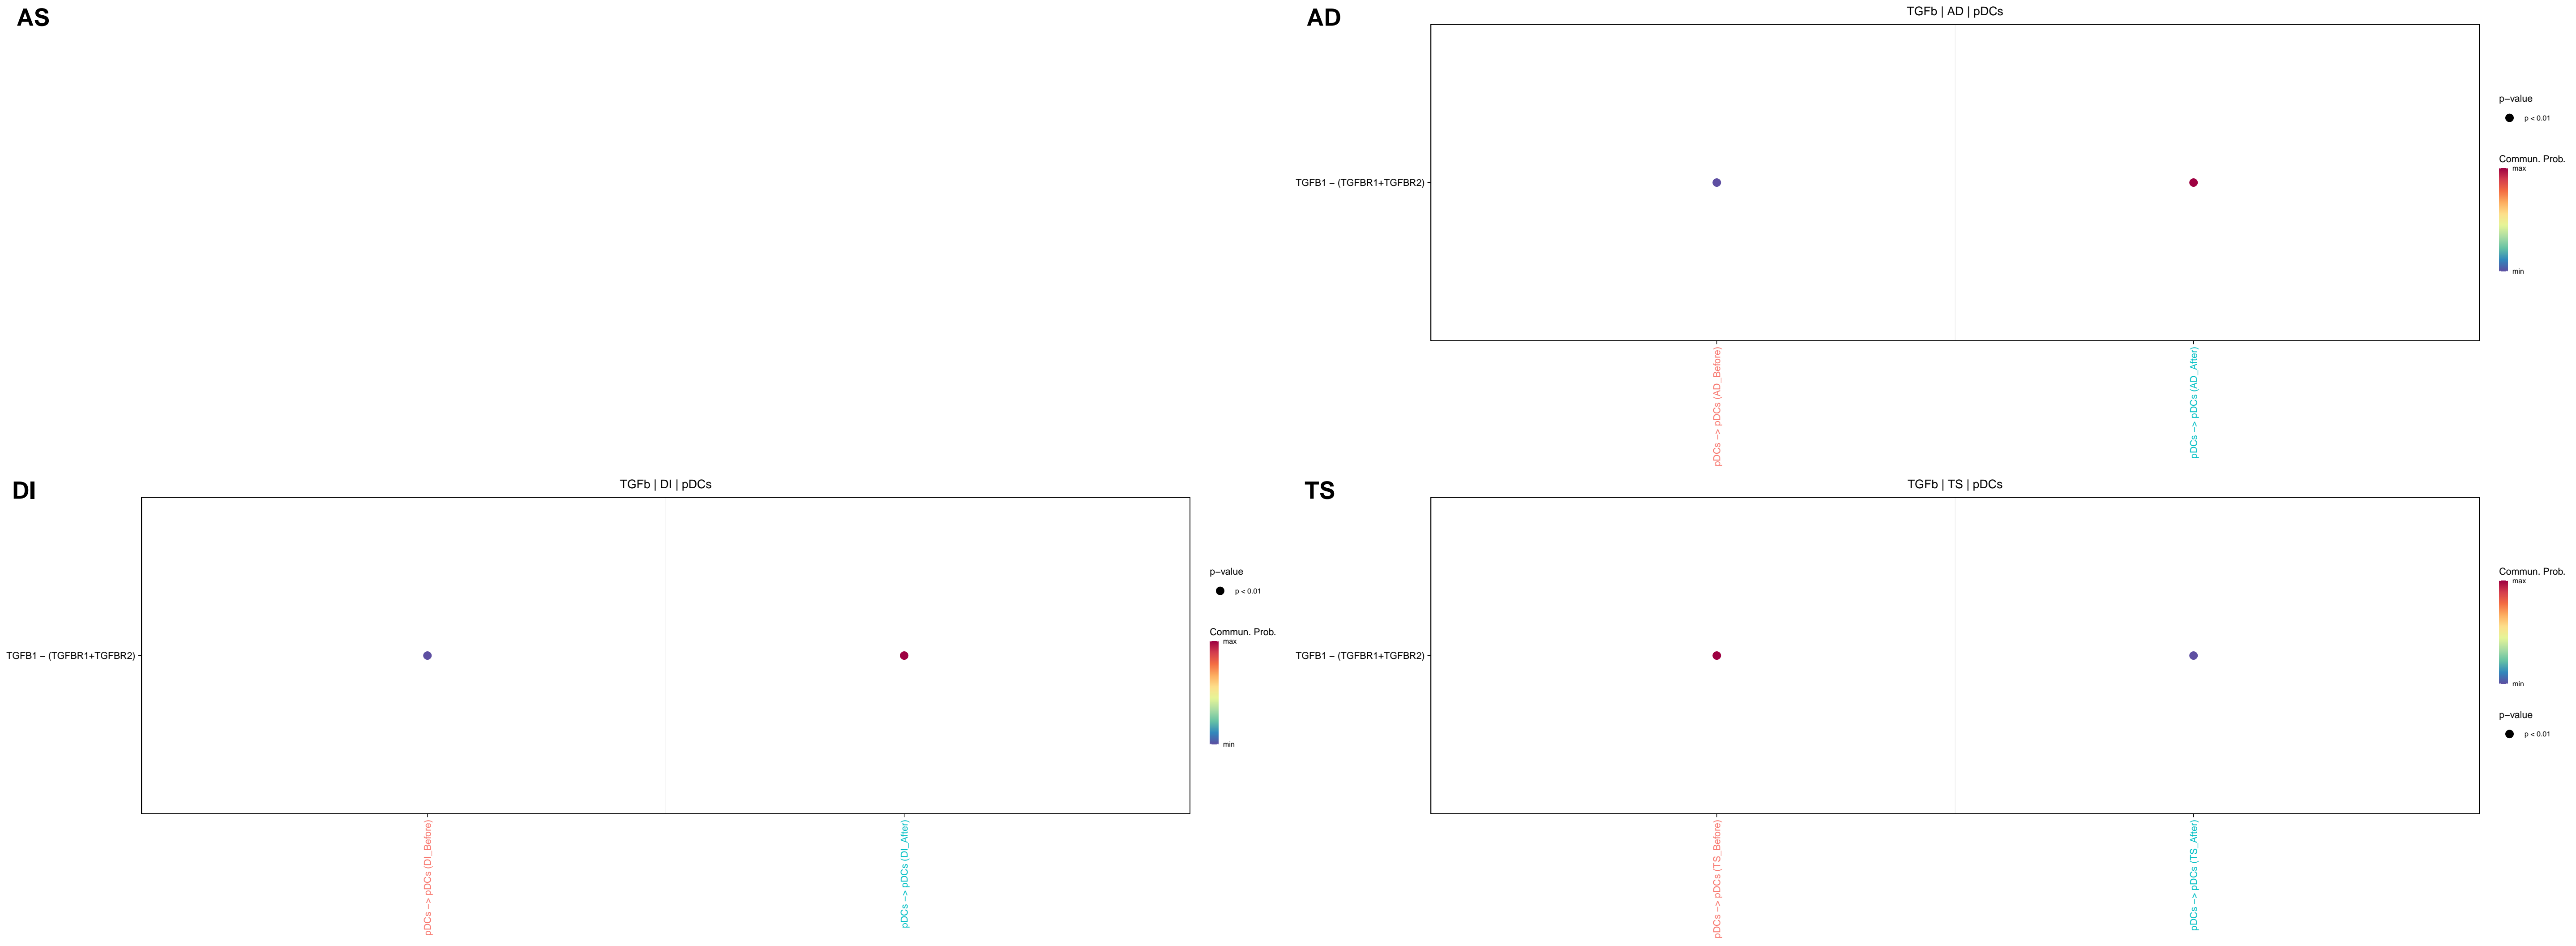 AS
AD
TGFb | AD | pDCs
TGFB1 − (TGFBR1+TGFBR2)
pDCs −> pDCs (AD_Before)
pDCs −> pDCs (AD_After)
p−value
p < 0.01
Commun. Prob.
max
min
DI
TGFb | DI | pDCs
TGFB1 − (TGFBR1+TGFBR2)
pDCs −> pDCs (DI_Before)
pDCs −> pDCs (DI_After)
p−value
p < 0.01
Commun. Prob.
max
min
TS
TGFb | TS | pDCs
TGFB1 − (TGFBR1+TGFBR2)
pDCs −> pDCs (TS_Before)
pDCs −> pDCs (TS_After)
Commun. Prob.
max
min
p−value
p < 0.01